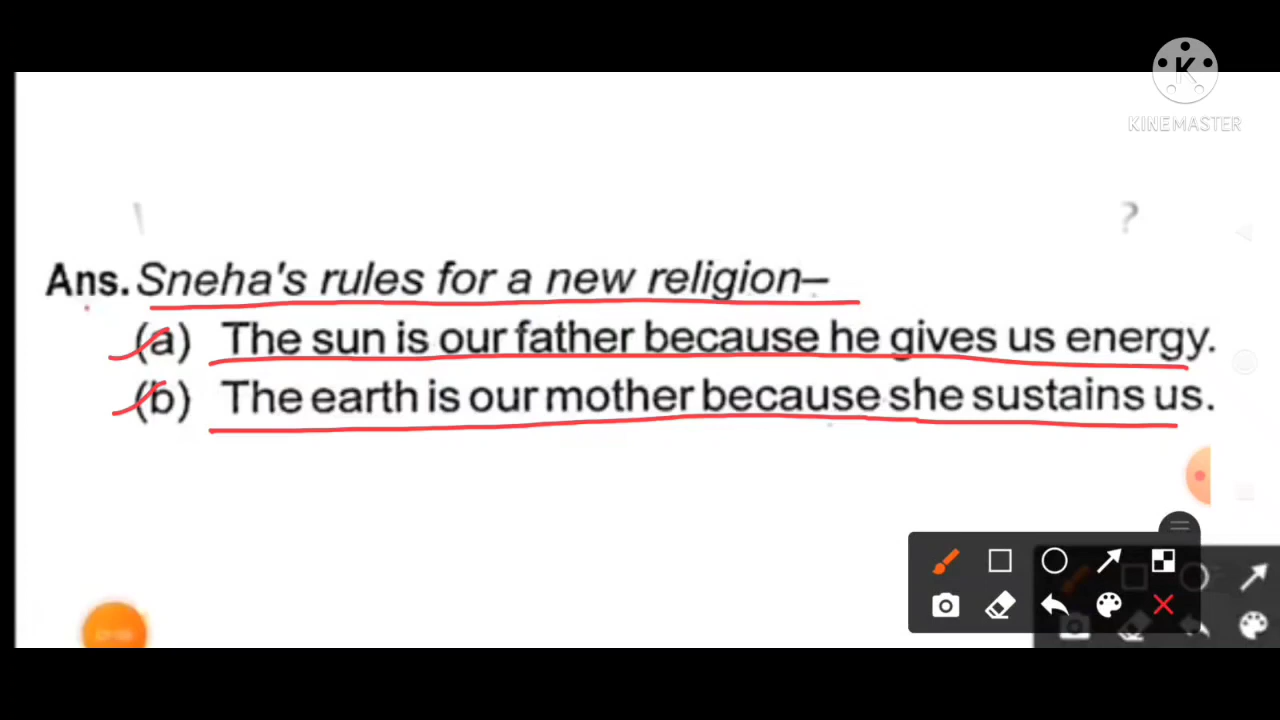 KINEMASTER
?
Ans. Sneha's rules for a new religion–
(a) The sun is our father because he gives us energy.
(b) The earth is our mother because she sustains us.